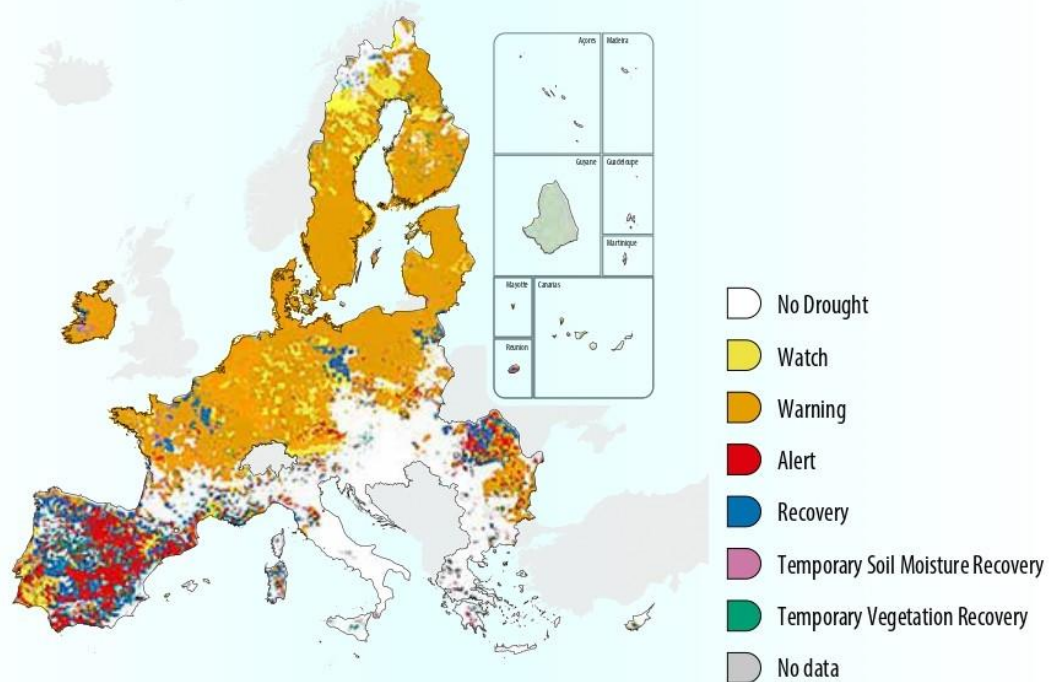 Açores
Madeira
Guyane
Guadeloupe
Martinique
Mayotte
Canarias
Reunion
No Drought
Watch
Warning
Alert
Recovery
Temporary Soil Moisture Recovery
Temporary Vegetation Recovery
No data